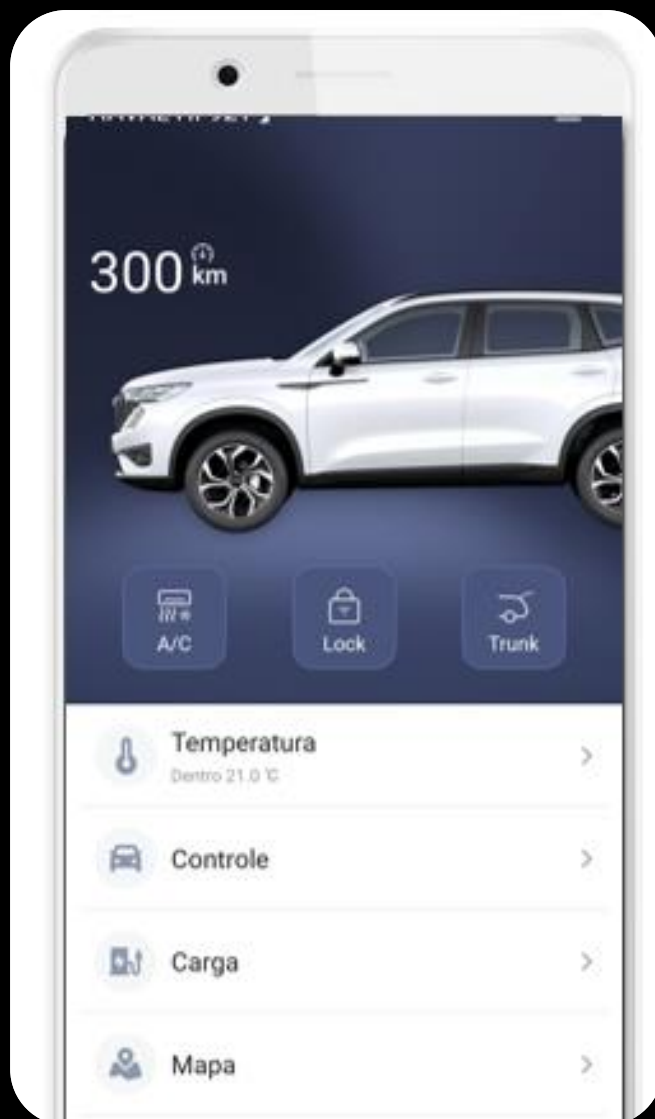 300 km
A/C
Lock
Trunk
Temperatura
Dentro 21.0 °C
Controle
Carga
Mapa